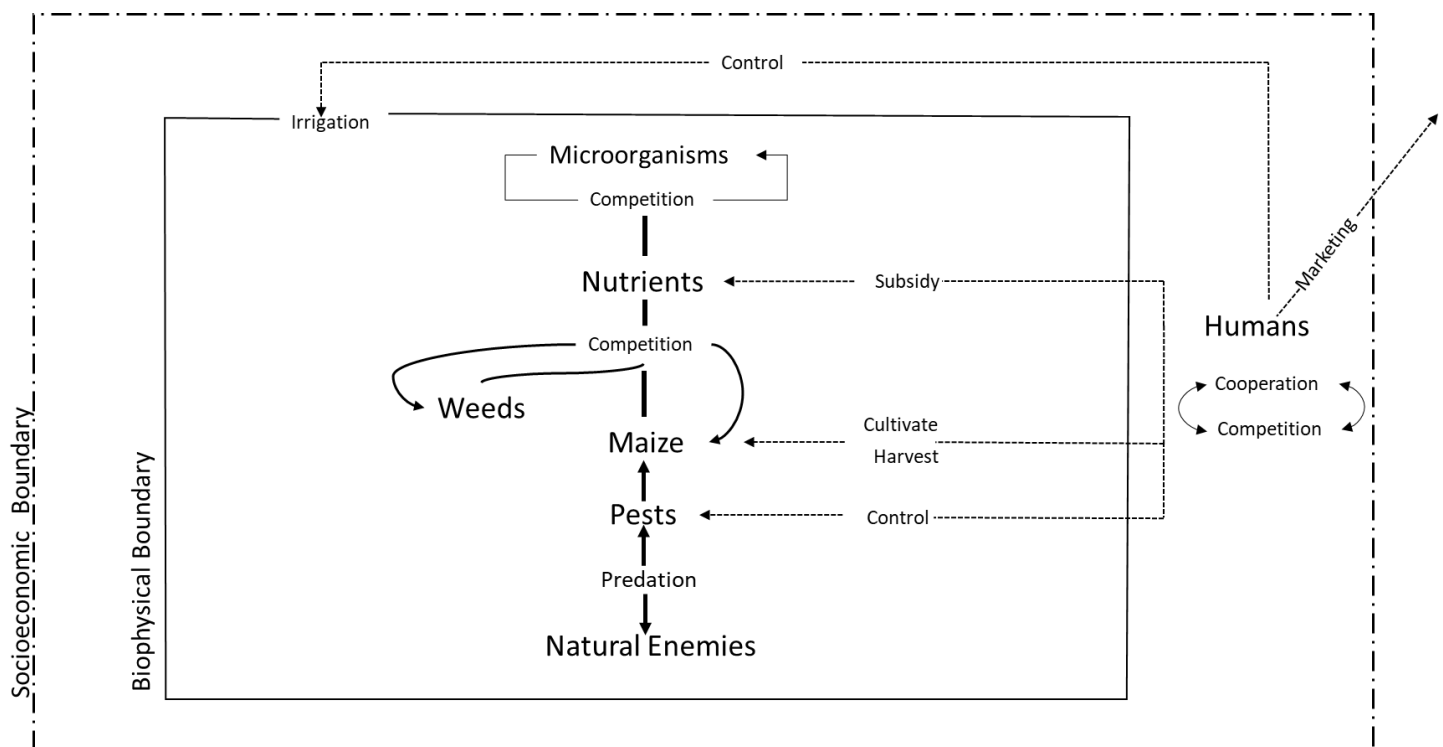 Control
Irrigation
Microorganisms
Competition
Nutrients
Subsidy
Marketing
Humans
Competition
Cooperation
Weeds
Cultivate
Competition
Maize
Harvest
Pests
Control
Predation
Natural Enemies
Biophysical Boundary
Socioeconomic Boundary